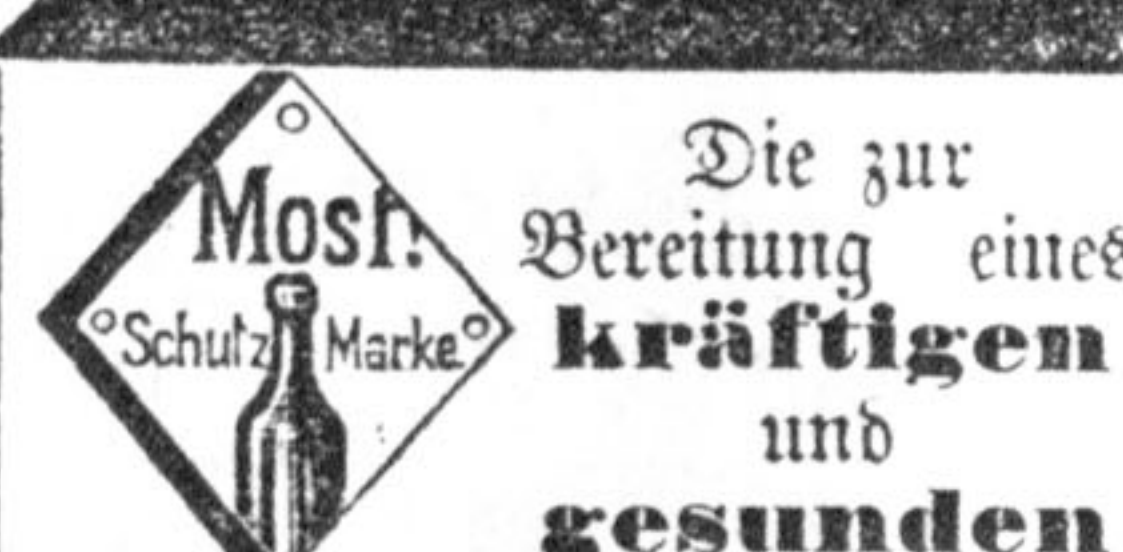 Most.
Schutz Marke
Die zur
Bereitung eines
kräftigen
und
gesunden